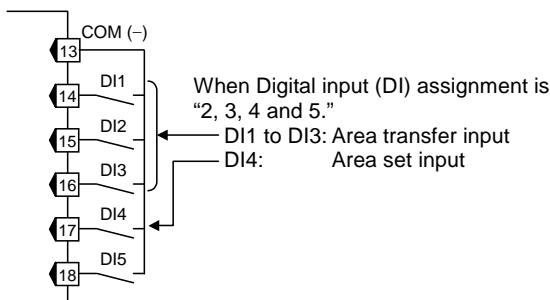 COM (−)
13
DI1
14
DI2
15
DI3
16
DI4
17
DI5
18
When Digital input (DI) assignment is
“2, 3, 4 and 5.”
DI1 to DI3: Area transfer input
DI4: Area set input